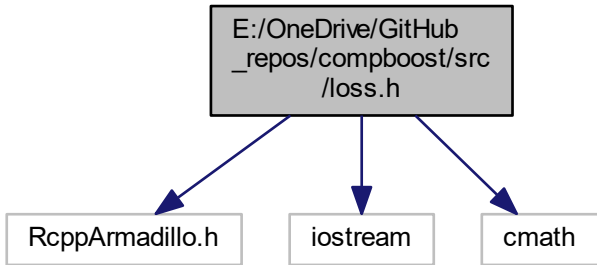 E:/OneDrive/GitHub
_repos/compboost/src
/loss.h
RcppArmadillo.h
iostream
cmath